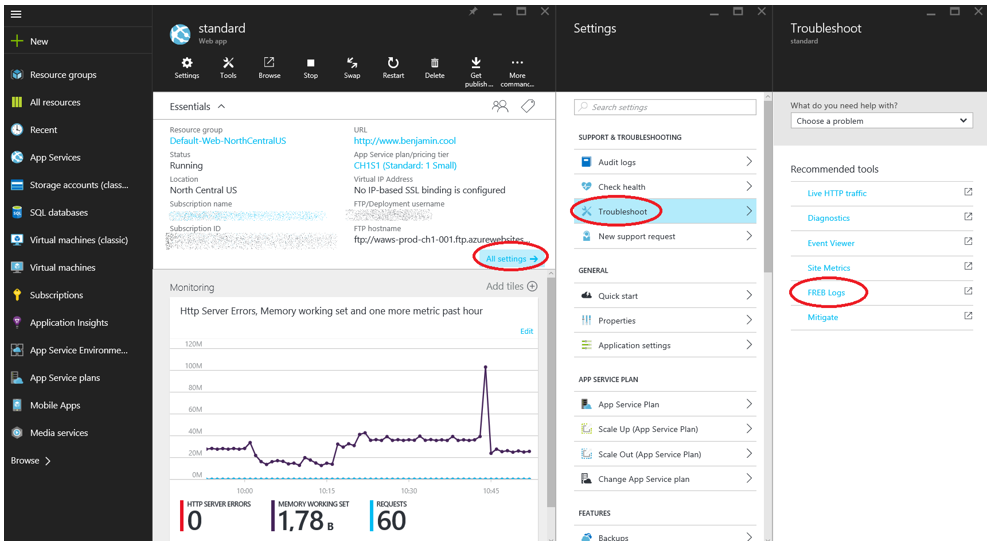 New
Resource groups
All resources
Recent
App Services
Storage accounts (class...
SQL databases
Virtual machines (classic)
Virtual machines
Subscriptions
Application Insights
App Service Environme...
App Service plans
Mobile Apps
Media services
Browse
standard
Web app
Settings
Tools
Browse
Stop
Swap
Restart
Delete
Get publish...
More commanc...
Essentials
Resource group
Default-Web-NorthCentralUS
Status
Running
Location
North Central US
Subscription name
Subscription ID
URL
http://www.benjamin.cool
App Service plan/pricing tier
CH1S1 (Standard: 1 Small)
Virtual IP Address
No IP-based SSL binding is configured
FTP/Deployment username
FTP hostname
ftp://waws-prod-ch1-001.ftp.azurewebsites...
All settings
Monitoring
Add tiles
Http Server Errors, Memory working set and one more metric past hour
Edit
120M
100M
80M
60M
40M
20M
0M
10:00 10:15 10:30 10:45
HTTP SERVER ERRORS
0
MEMORY WORKING SET
1,78 B
REQUESTS
60
Settings
Search settings
SUPPORT & TROUBLESHOOTING
Audit logs
Check health
Troubleshoot
New support request
GENERAL
Quick start
Properties
Application settings
APP SERVICE PLAN
App Service Plan
Scale Up (App Service Plan)
Scale Out (App Service Plan)
Change App Service plan
FEATURES
Backups
Troubleshoot
standard
What do you need help with?
Choose a problem
Recommended tools
Live HTTP traffic
Diagnostics
Event Viewer
Site Metrics
FREB Logs
Mitigate